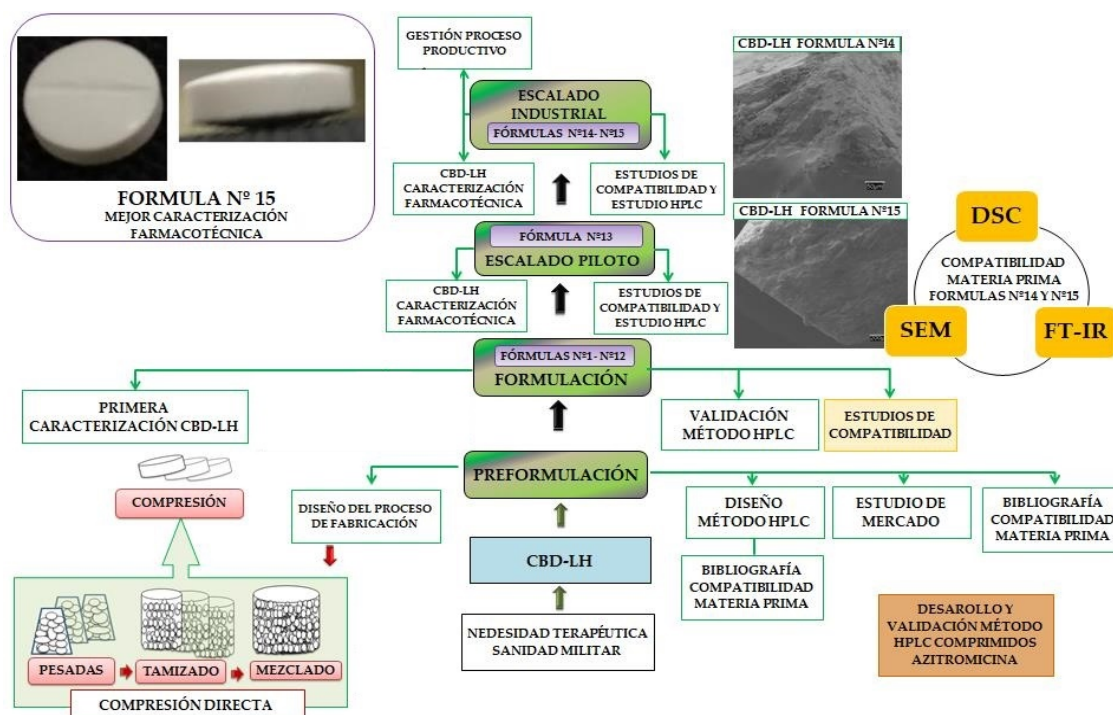 FORMULA Nº 15
MEJOR CARACTERIZACIÓN
FARMACOTÉCNICA
GESTIÓN PROCESO
PRODUCTIVO
ESCALADO
INDUSTRIAL
FÓRMULAS Nº14- Nº15
CBD-LH
CARACTERIZACIÓN
FARMACOTÉCNICA
ESTUDIOS DE
COMPATIBILIDAD Y
ESTUDIO HPLC
CBD-LH FORMULA Nº14
CBD-LH FORMULA Nº15
DSC
COMPATIBILIDAD
MATERIA PRIMA
FORMULAS Nº14 Y Nº15
SEM
FT-IR
FÓRMULA Nº13
ESCALADO PILOTO
CBD-LH
CARACTERIZACIÓN
FARMACOTÉCNICA
ESTUDIOS DE
COMPATIBILIDAD Y
ESTUDIO HPLC
FÓRMULAS Nº1- Nº12
FORMULACIÓN
PRIMERA
CARACTERIZACIÓN CBD-LH
VALIDACIÓN
MÉTODO HPLC
ESTUDIOS DE
COMPATIBILIDAD
PREFORMULACIÓN
COMPRESIÓN
DISEÑO DEL PROCESO
DE FABRICACIÓN
DISEÑO
MÉTODO HPLC
ESTUDIO DE
MERCADO
BIBLIOGRAFÍA
COMPATIBILIDAD
MATERIA PRIMA
CBD-LH
BIBLIOGRAFÍA
COMPATIBILIDAD
MATERIA PRIMA
NEDESIDAD TERAPÉUTICA
SANIDAD MILITAR
DESAROLLO Y
VALIDACIÓN MÉTODO
HPLC COMPRIMIDOS
AZITROMICINA
PESADAS
TAMIZADO
MEZCLADO
COMPRESIÓN DIRECTA